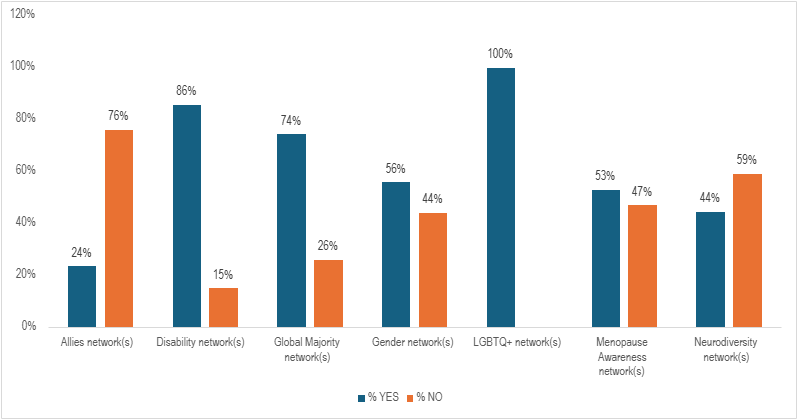 120%
100%
80%
60%
40%
20%
0%
24%
76%
86%
15%
74%
26%
56%
44%
100%
53%
47%
44%
59%
Allies network(s)
Disability network(s)
Global Majority
network(s)
Gender network(s)
LGBTQ+ network(s)
Menopause
Awareness
network(s)
Neurodiversity
network(s)
% YES
% NO